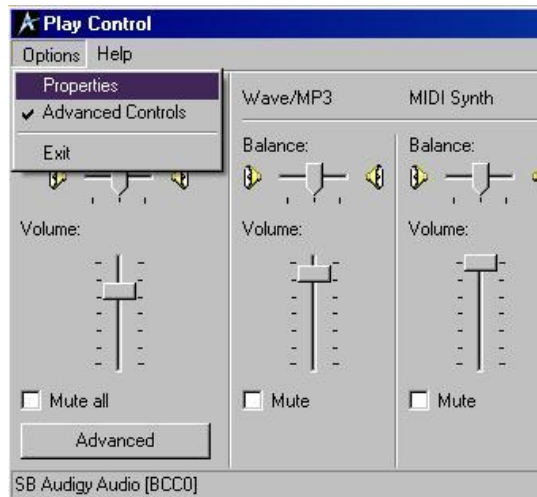 Play Control
Options Help
Properties
Advanced Controls
Exit
Wave/MP3 MIDI Synth
Balance: Balance:
Volume: Volume: Volume:
Mute all Mute Mute
Advanced
SB Audigy Audio [BCC0]